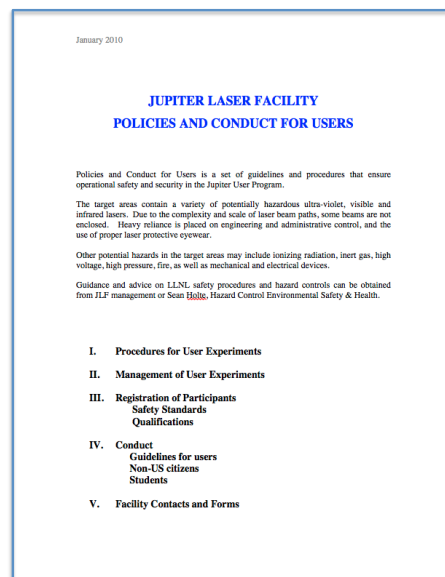 January 2010
JUPITER LASER FACILITY
POLICIES AND CONDUCT FOR USERS
Policies and Conduct for Users is a set of guidelines and procedures that ensure
operational safety and security in the Jupiter User Program.
The target areas contain a variety of potentially hazardous ultra-violet, visible and
infrared lasers. Due to the complexity and scale of laser beam paths, some beams are not
enclosed. Heavy reliance is placed on engineering and administrative control, and the
use of proper laser protective eyewear.
Other potential hazards in the target areas may include ionizing radiation, inert gas, high
voltage, high pressure, fire, as well as mechanical and electrical devices.
Guidance and advice on LLNL safety procedures and hazard controls can be obtained
from JLF management or Sean Holte, Hazard Control Environmental Safety & Health.
I. Procedures for User Experiments
II. Management of User Experiments
III. Registration of Participants
Safety Standards
Qualifications
IV. Conduct
Guidelines for users
Non-US citizens
Students
V. Facility Contacts and Forms